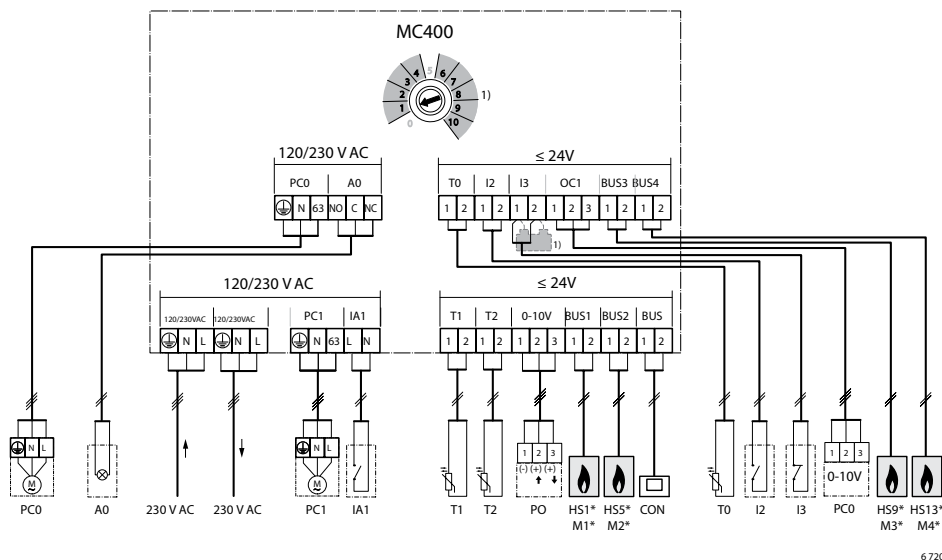 MC400
4 5 6
3 7
2 8 1)
1 9
0 10
120/230 V AC ≤ 24V
PC0 A0 T0 I2 I3 OC1 BUS3 BUS4
N 63 NO C NC 1 2 1 2 1 2 1 2 3 1 2 1 2
1)
120/230 V AC ≤ 24V
120/230VAC 120/230VAC PC1 IA1 T1 T2 0-10V BUS1 BUS2 BUS
N L N L N 63 L N 1 2 1 2 1 2 3 1 2 1 2 1 2
N L N L 1 2 3 1 2 3
(-) (+) (+) 0-10V
M ~ M ~
PC0 A0 230 V AC 230 V AC PC1 IA1 T1 T2 PO HS1* HS5* CON T0 I2 I3 PC0 HS9* HS13*
M1* M2* M3* M4*
6 720